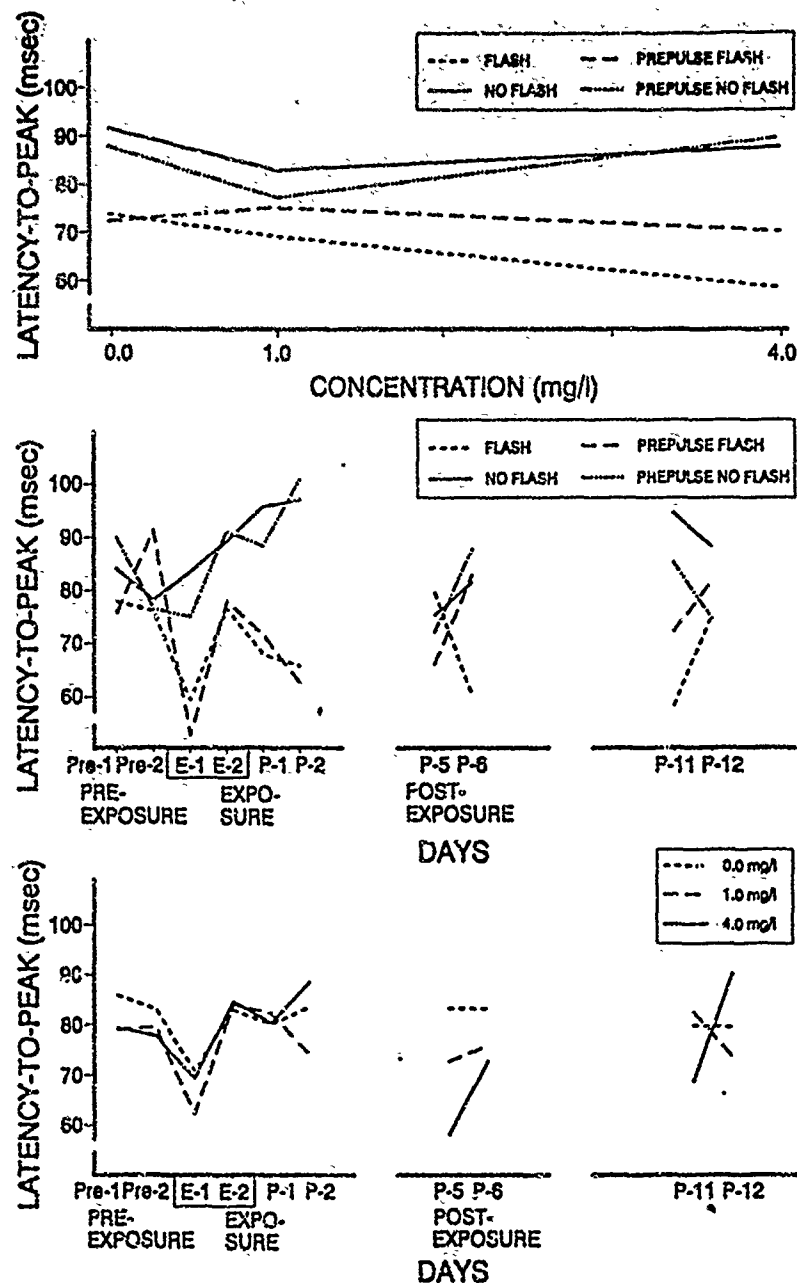 FLASH PREPULSE FLASH
NO FLASH PREPULSE NO FLASH
LATENCY-TO-PEAK (msec)
100
90
80
70
60
0.0 1.0 4.0
CONCENTRATION (mg/l)
FLASH PREPULSE FLASH
NO FLASH PHEPULSE NO FLASH
LATENCY-TO-PEAK (msec)
100
90
80
70
60
Pre-1 Pre-2 E-1 E-2 P-1 P-2 P-5 P-6 P-11 P-12
PRE-EXPOSURE EXPO-SURE FOST-EXPOSURE
DAYS
0.0 mg/l
1.0 mg/l
4.0 mg/l
LATENCY-TO-PEAK (msec)
100
90
80
70
60
Pre-1 Pre-2 E-1 E-2 P-1 P-2 P-5 P-6 P-11 P-12
PRE-EXPOSURE EXPO-SURE POST-EXPOSURE
DAYS